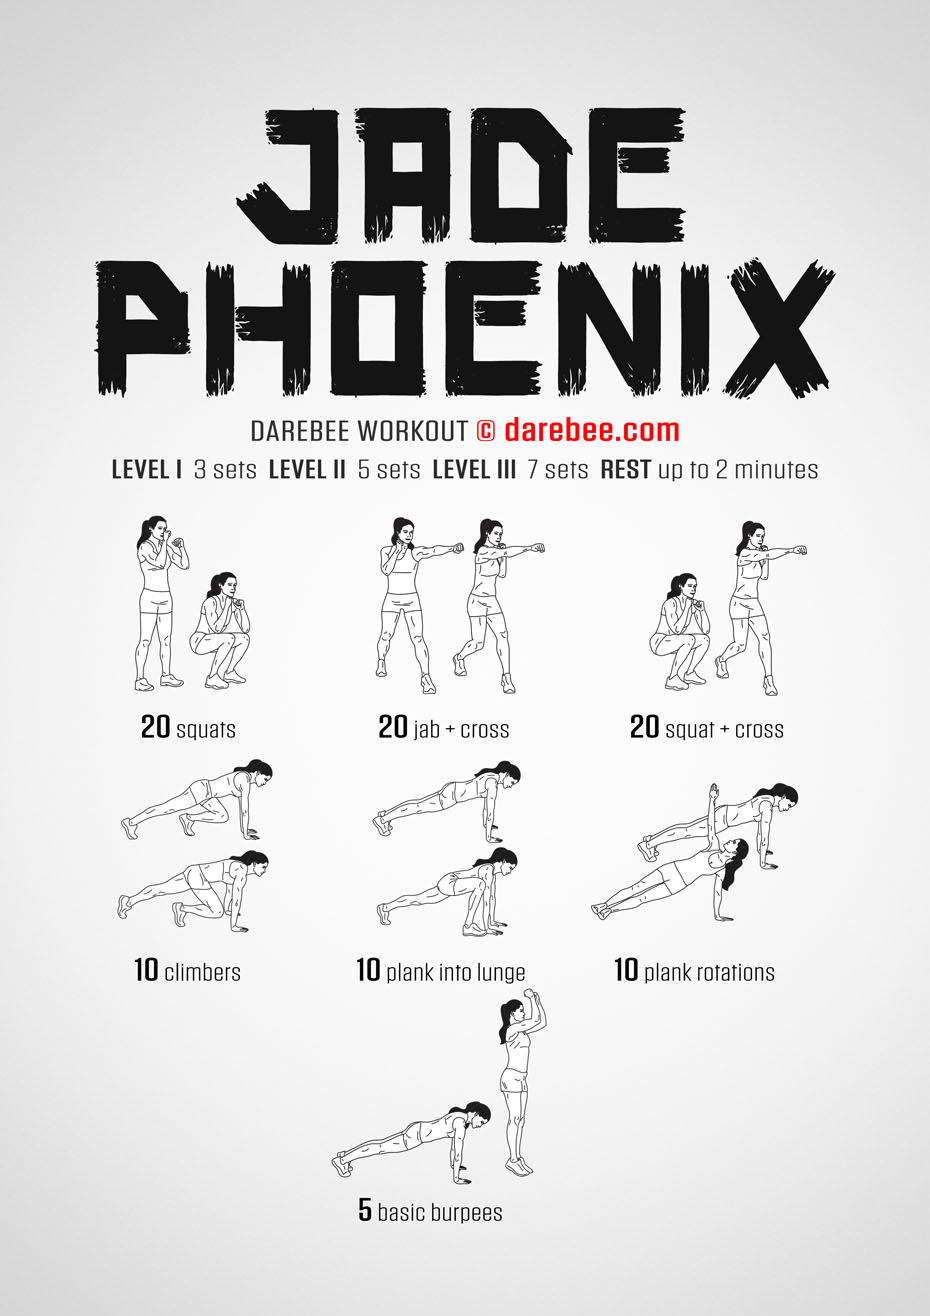 JADE
PHOENIX
DAREBEE WORKOUT © darebee.com
LEVEL I 3 sets LEVEL II 5 sets LEVEL III 7 sets REST up to 2 minutes
20 squats
20 jab + cross
20 squat + cross
10 climbers
10 plank into lunge
10 plank rotations
5 basic burpees